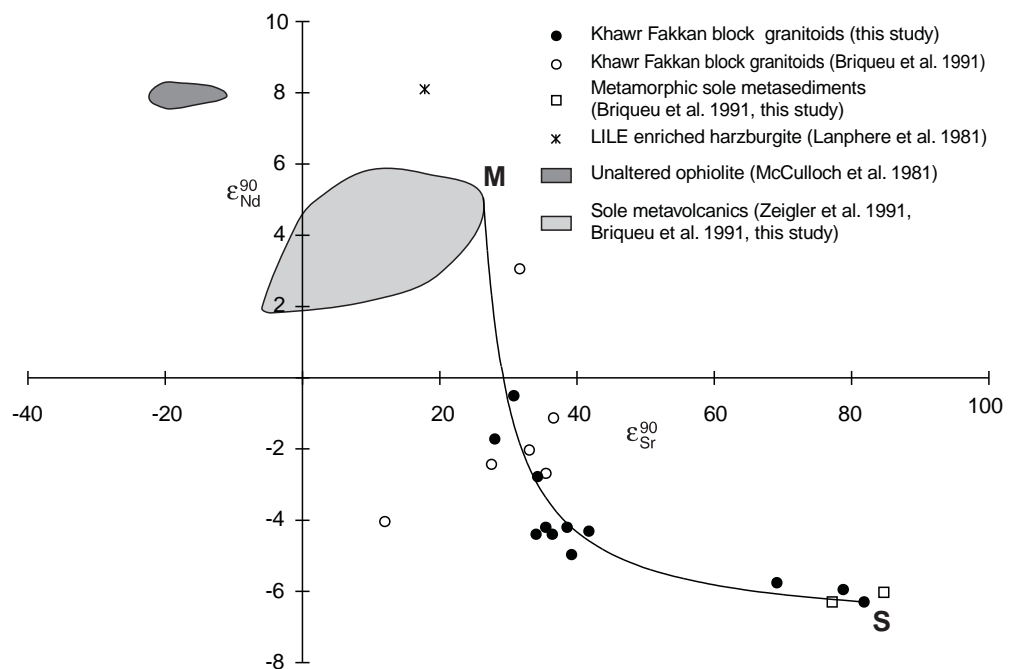 10
8
6
4
2
-2
-4
-6
-8
-40
-20
20
40
60
80
100
ε90Nd
ε90Sr
M
S
Khawr Fakkan block granitoids (this study)
Khawr Fakkan block granitoids (Briqueu et al. 1991)
Metamorphic sole metasediments
(Briqueu et al. 1991, this study)
LILE enriched harzburgite (Lanphere et al. 1981)
Unaltered ophiolite (McCulloch et al. 1981)
Sole metavolcanics (Zeigler et al. 1991,
Briqueu et al. 1991, this study)